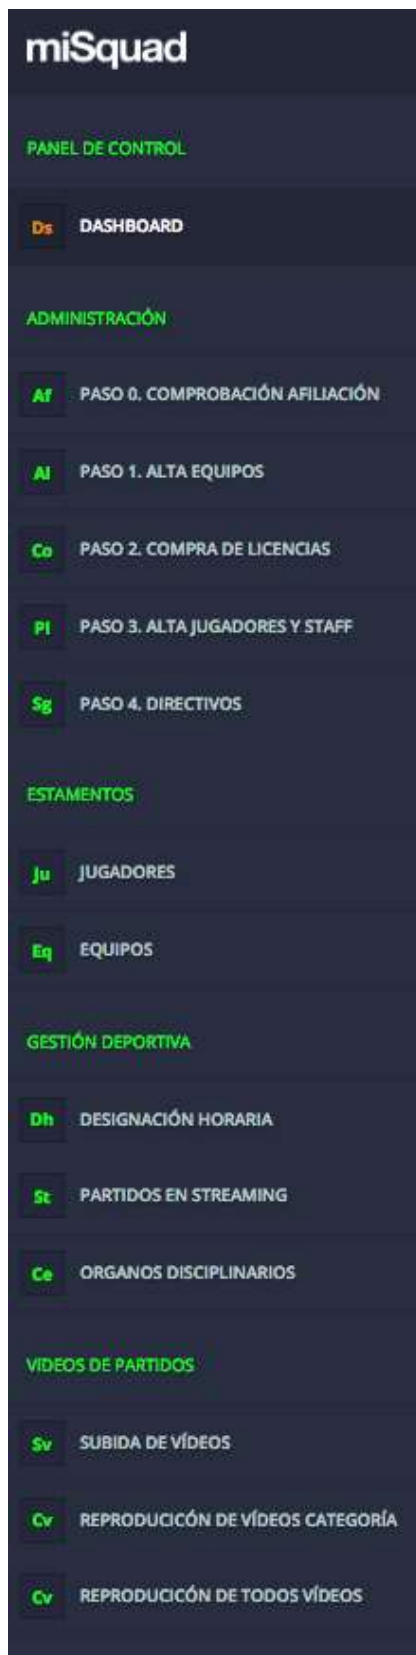 miSquad
PANEL DE CONTROL
Ds DASHBOARD
ADMINISTRACIÓN
Af PASO 0. COMPROBACIÓN AFILIACIÓN
Al PASO 1. ALTA EQUIPOS
Co PASO 2. COMPRA DE LICENCIAS
Pl PASO 3. ALTA JUGADORES Y STAFF
Sg PASO 4. DIRECTIVOS
ESTAMENTOS
Ju JUGADORES
Eq EQUIPOS
GESTIÓN DEPORTIVA
Dh DESIGNACIÓN HORARIA
St PARTIDOS EN STREAMING
Ce ORGANOS DISCIPLINARIOS
VIDEOS DE PARTIDOS
Sv SUBIDA DE VÍDEOS
Cv REPRODUCICÓN DE VÍDEOS CATEGORÍA
Cv REPRODUCICÓN DE TODOS VÍDEOS